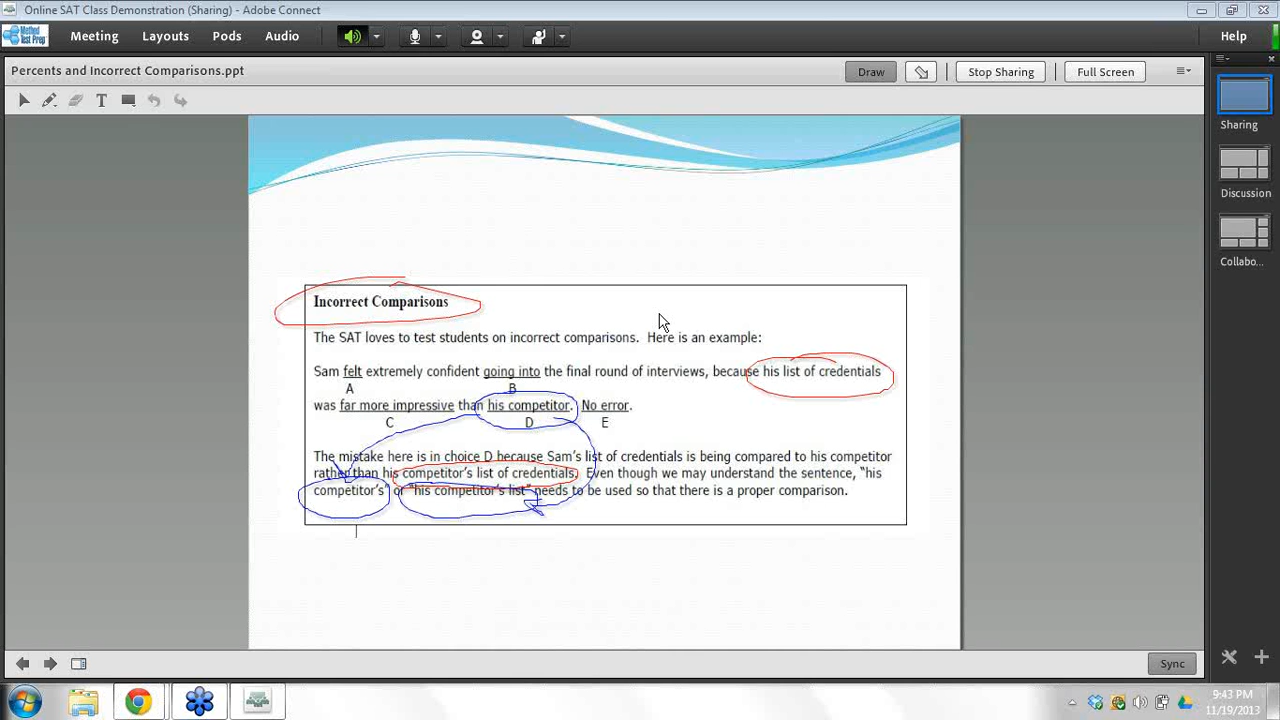 Online SAT Class Demonstration (Sharing) - Adobe Connect
Method Test Prep
Meeting Layouts Pods Audio Help
Percents and Incorrect Comparisons.ppt
Draw Stop Sharing Full Screen
T
Sharing
Discussion
Collabo...
Incorrect Comparisons
The SAT loves to test students on incorrect comparisons. Here is an example:
Sam felt extremely confident going into the final round of interviews, because his list of credentials
A B
was far more impressive than his competitor. No error.
C D E
The mistake here is in choice D because Sam's list of credentials is being compared to his competitor
rather than his competitor's list of credentials. Even though we may understand the sentence, "his
competitor's" or "his competitor's list" needs to be used so that there is a proper comparison.
Sync
9:43 PM
11/19/2013